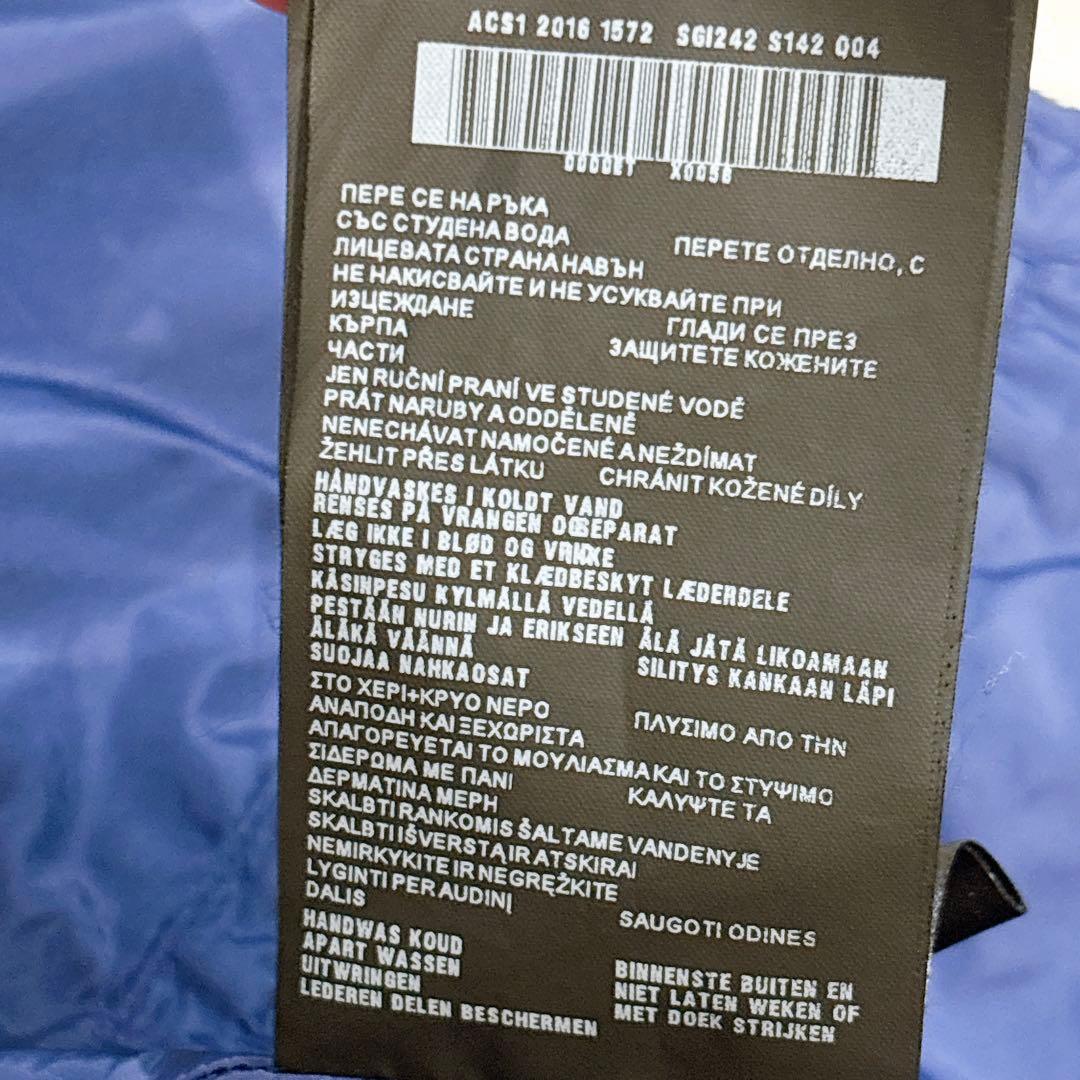 ACS1 2016 1572 SGI242 S142 Q04
X0056
ПЕРЕ СЕ НА РЪКА
СЪС СТУДЕНА ВОДА ПЕРЕТЕ ОТДЕЛНО, С
ЛИЦЕВАТА СТРАНА НАВЪН
НЕ НАКИСВАЙТЕ И НЕ УСУКВАЙТЕ ПРИ
ИЗЦЕЖДАНЕ ГЛАДИ СЕ ПРЕЗ
КЪРПА ЗАЩИТЕТЕ КОЖЕНИТЕ
ЧАСТИ
JEN RUČNÍ PRANÍ VE STUDENÉ VODĚ
PRÁT NARUBY A ODDĚLENĚ
NENECHÁVAT NAMOČENÉ A NEŽDÍMAT
ŽEHLIT PŘES LÁTKU CHRÁNIT KOŽENÉ DÍLY
HÅNDVASKES I KOLDT VAND
RENSES PÅ VRANGEN OGSEPARAT
LÆG IKKE I BLØD OG
STRYGES MED ET KLÆDBESKYT LÆDERDELE
KÄSINPESU KYLMÄLLÄ VEDELLÄ
PESTÄÄN NURIN JA ERIKSEEN ÄLÄ JÄTÄ LIKOAMAAN
ÄLÄKÄ VÄÄNNÄ SILITYS KANKAAN LÄPI
SUOJAA NAHKAOSAT
ΣΤΟ ΧΕΡΙ+ΚΡΥΟ ΝΕΡΟ ΠΛΥΣΙΜΟ ΑΠΟ ΤΗΝ
ΑΝΑΠΟΔΗ ΚΑΙ ΞΕΧΩΡΙΣΤΑ
ΑΠΑΓΟΡΕΥΕΤΑΙ ΤΟ ΜΟΥΛΙΑΣΜΑ ΚΑΙ ΤΟ ΣΤΥΨΙΜΟ
ΣΙΔΕΡΩΜΑ ΜΕ ΠΑΝΙ ΚΑΛΥΨΤΕ ΤΑ
ΔΕΡΜΑΤΙΝΑ ΜΕΡΗ
SKALBTI RANKOMIS ŠALTAME VANDENYJE
SKALBTI IŠVERSTĄ IR ATSKIRAI
NEMIRKYKITE IR NEGRĘŽKITE
LYGINTI PER AUDINĮ SAUGOTI ODINES
DALIS
HANDWAS KOUD BINNENSTE BUITEN EN
APART WASSEN NIET LATEN WEKEN OF
UITWRINGEN MET DOEK STRIJKEN
LEDEREN DELEN BESCHERMEN